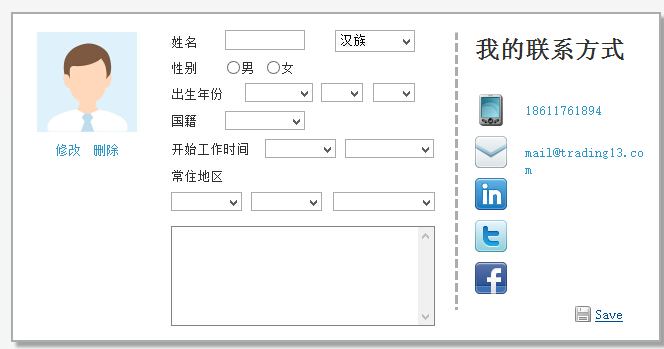 姓名 汉族
性别 男 女
出生年份
国籍
开始工作时间
常住地区
修改 删除
我的联系方式
18611761894
mail@trading13.co
m
in
t
f
Save